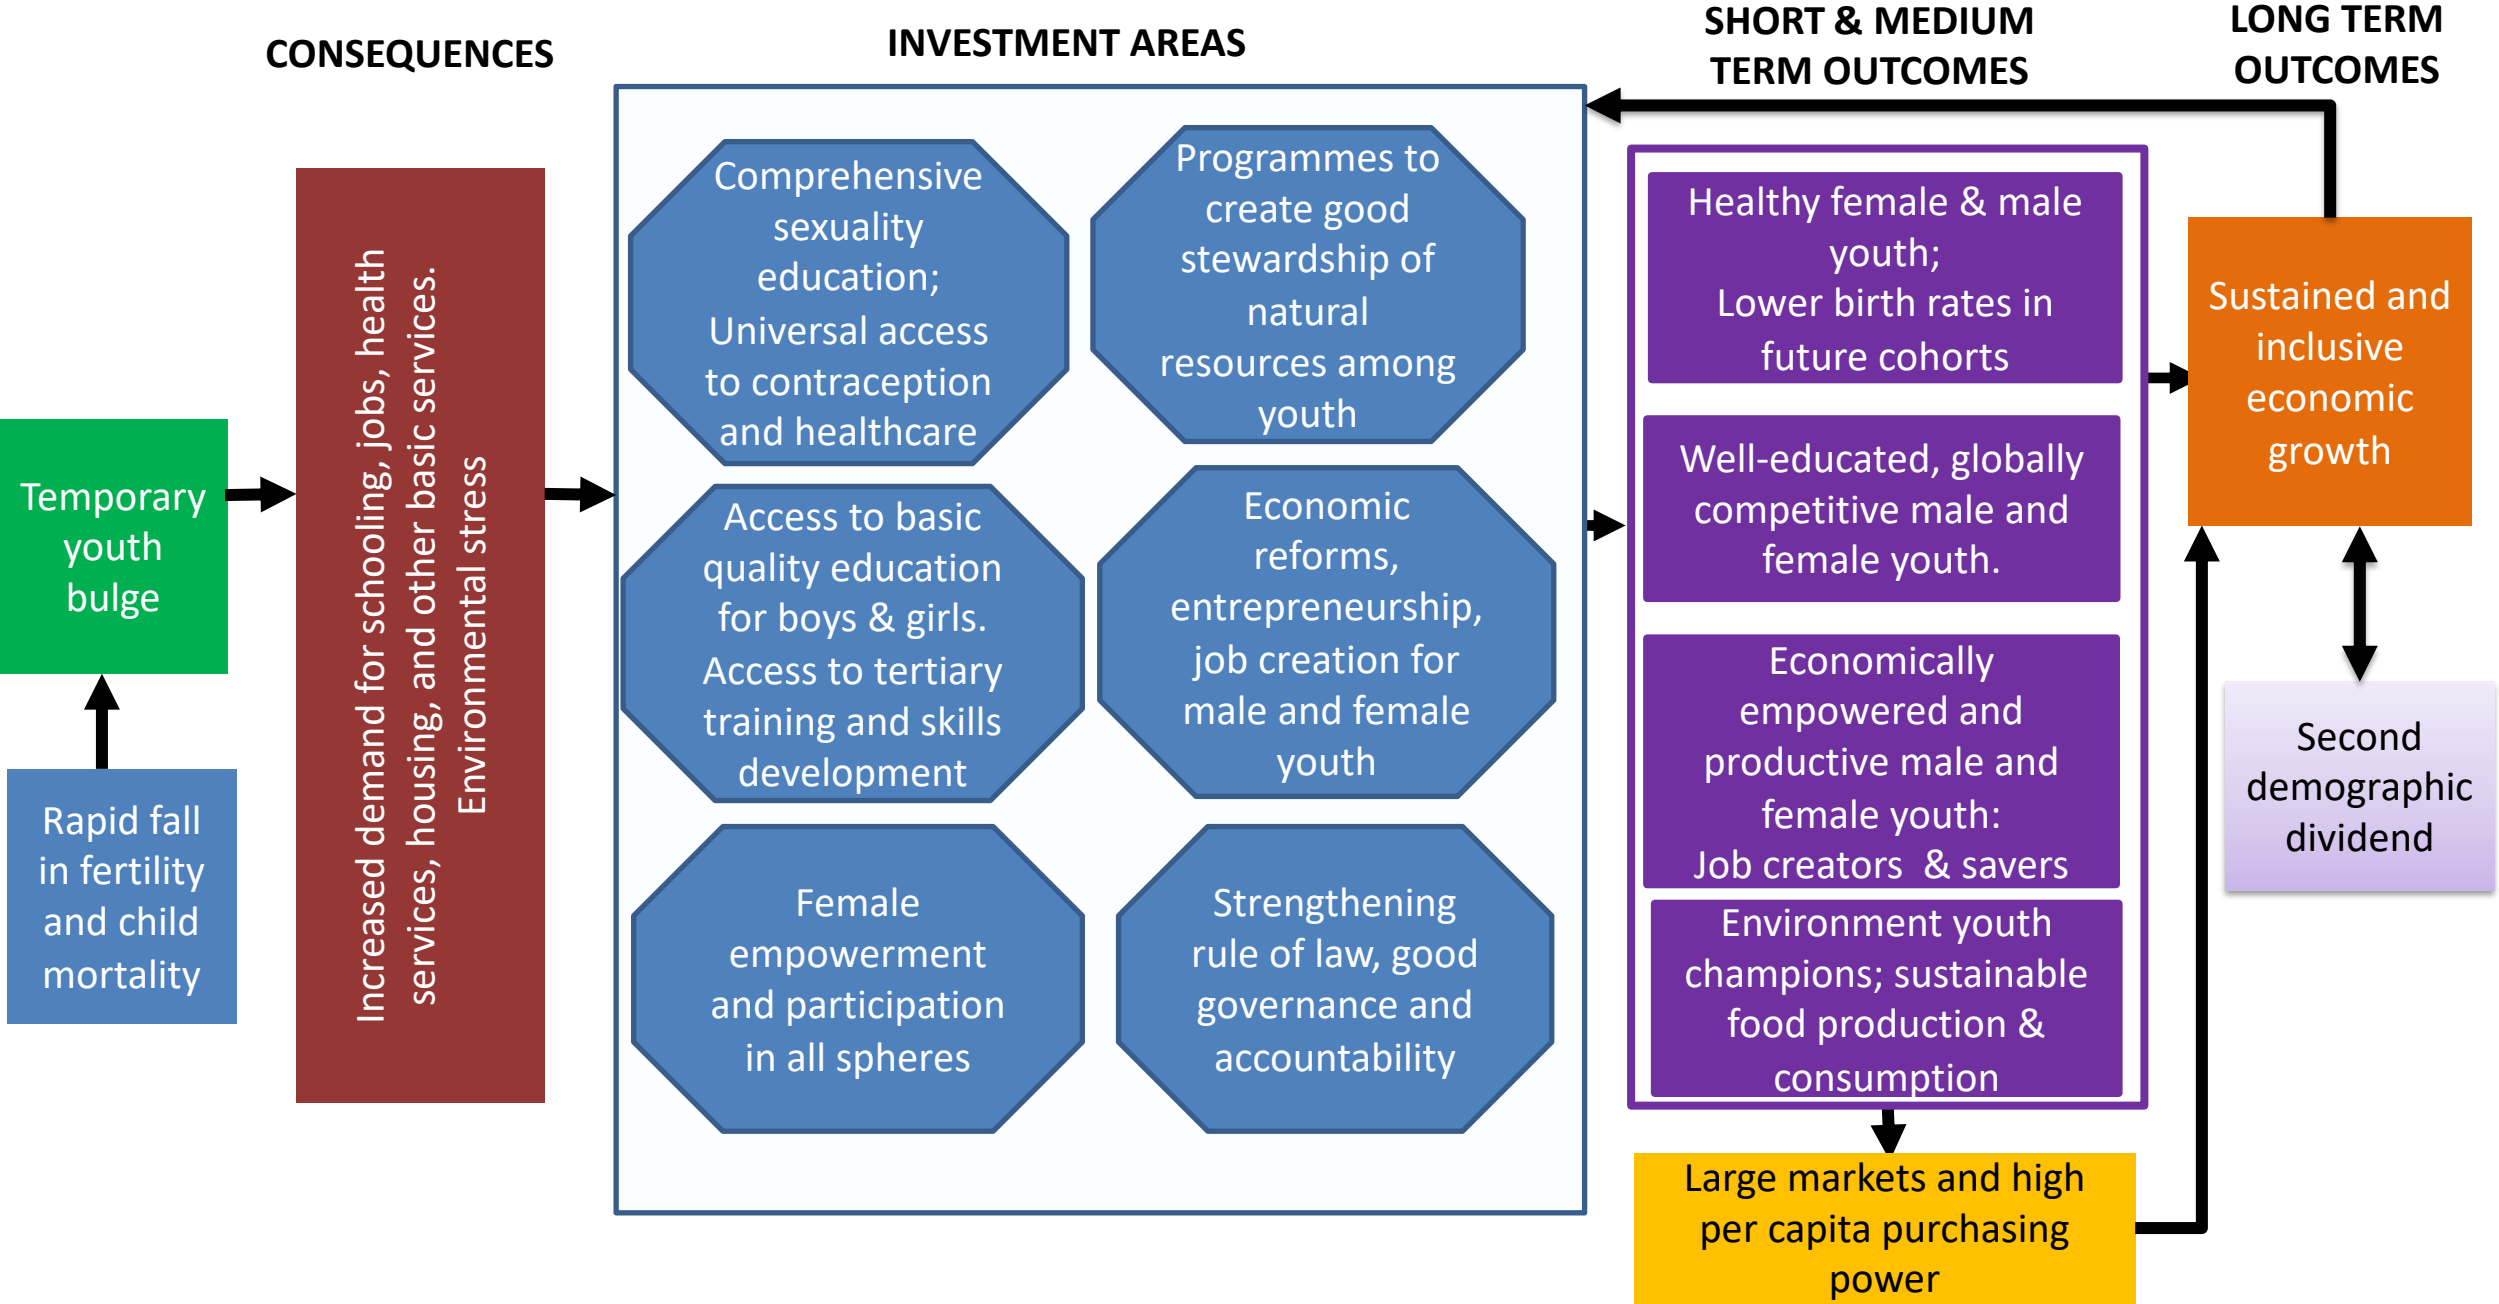 CONSEQUENCES
INVESTMENT AREAS
SHORT & MEDIUM
TERM OUTCOMES
LONG TERM
OUTCOMES
Rapid fall
in fertility
and child
mortality
Temporary
youth
bulge
Increased demand for schooling, jobs, health
services, housing, and other basic services.
Environmental stress
Comprehensive
sexuality
education;
Universal access
to contraception
and healthcare
Programmes to
create good
stewardship of
natural
resources among
youth
Access to basic
quality education
for boys & girls.
Access to tertiary
training and skills
development
Economic
reforms,
entrepreneurship,
job creation for
male and female
youth
Female
empowerment
and participation
in all spheres
Strengthening
rule of law, good
governance and
accountability
Healthy female & male
youth;
Lower birth rates in
future cohorts
Well-educated, globally
competitive male and
female youth.
Economically
empowered and
productive male and
female youth:
Job creators  & savers
Environment youth
champions; sustainable
food production &
consumption
Large markets and high
per capita purchasing
power
Sustained and
inclusive
economic
growth
Second
demographic
dividend